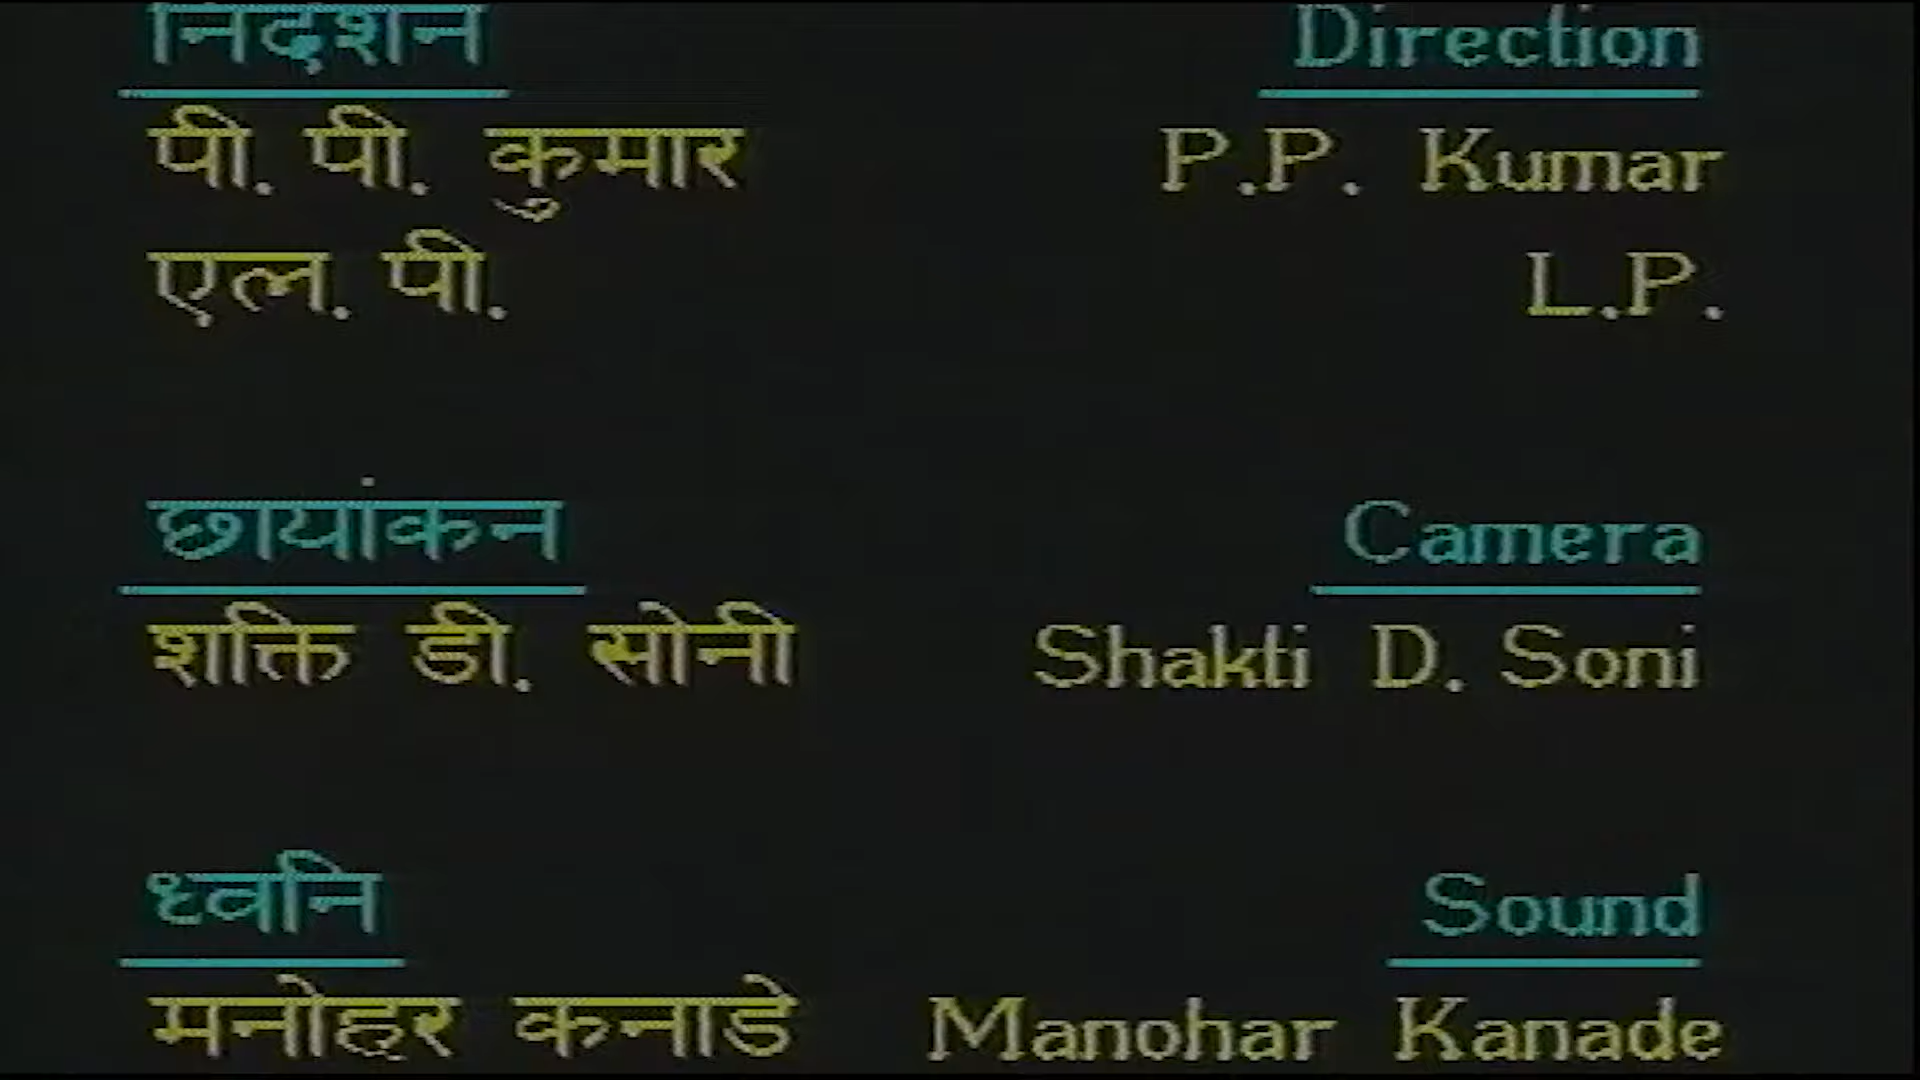 निर्देशन Direction
पी. पी. कुमार P.P. Kumar
एल. पी. L.P.
छायांकन Camera
शक्ति डी. सोनी Shakti D. Soni
ध्वनि Sound
मनोहर कनाडे Manohar Kanade